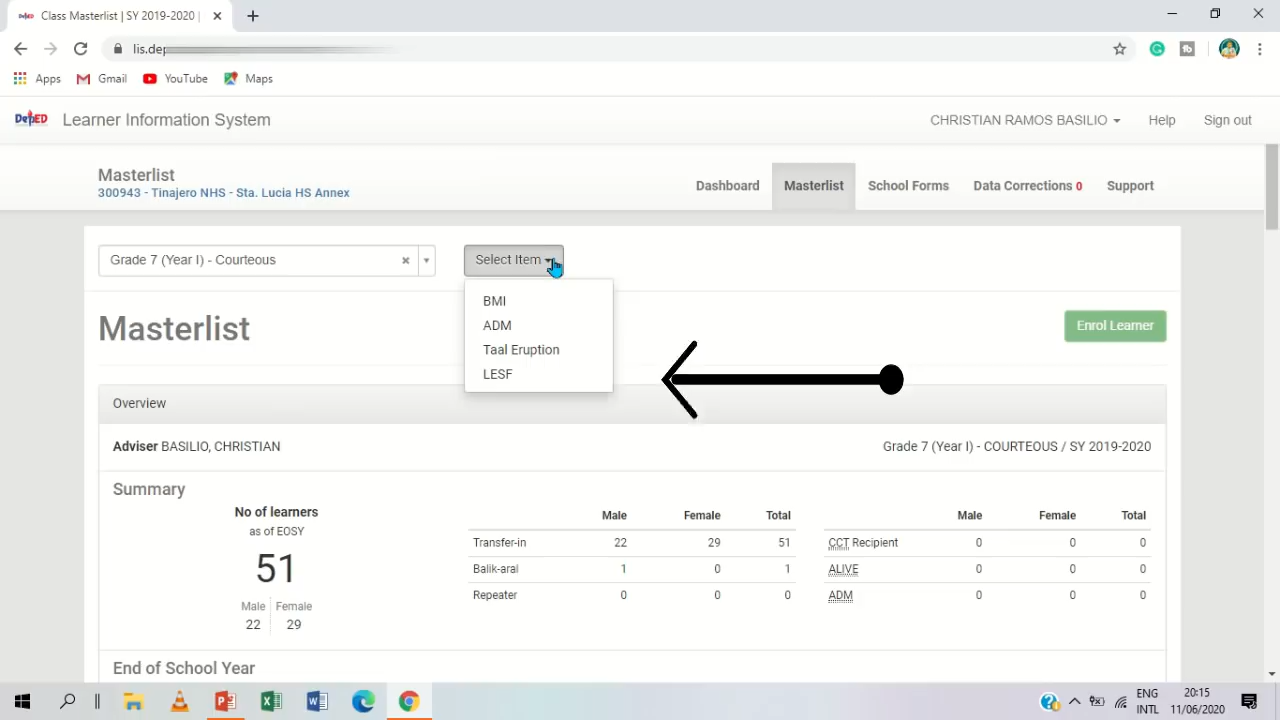 Class Masterlist | SY 2019-2020 |
lis.dep
Apps Gmail YouTube Maps
DepED Learner Information System
CHRISTIAN RAMOS BASILIO Help Sign out
Masterlist
300943 - Tinajero NHS - Sta. Lucia HS Annex
Dashboard Masterlist School Forms Data Corrections 0 Support
Grade 7 (Year I) - Courteous
Select Item
BMI
ADM
Taal Eruption
LESF
Masterlist
Enrol Learner
Overview
Adviser BASILIO, CHRISTIAN
Grade 7 (Year I) - COURTEOUS / SY 2019-2020
Summary
No of learners
as of EOSY
51
Male Female
22 29
Male Female Total
Transfer-in 22 29 51
Balik-aral 1 0 1
Repeater 0 0 0
Male Female Total
CCT Recipient 0 0 0
ALIVE 0 0 0
ADM 0 0 0
End of School Year
ENG
INTL
20:15
11/06/2020